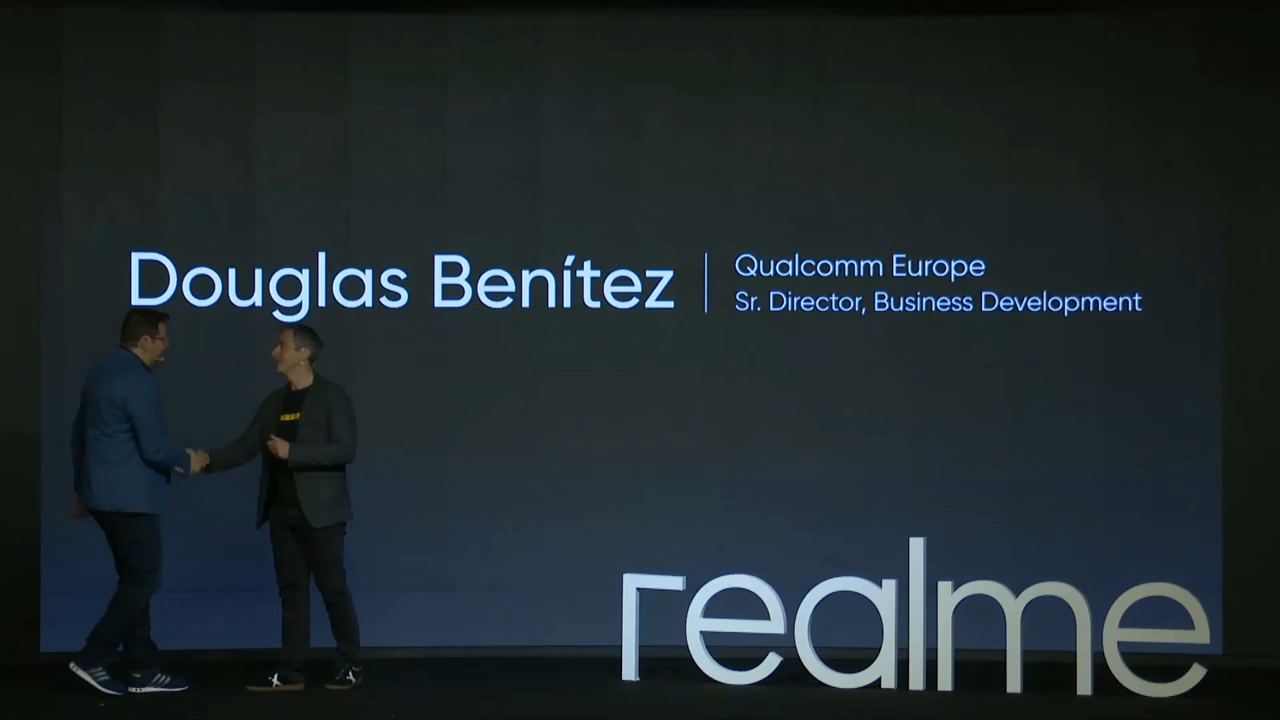 Douglas Benítez
Qualcomm Europe
Sr. Director, Business Development
realme